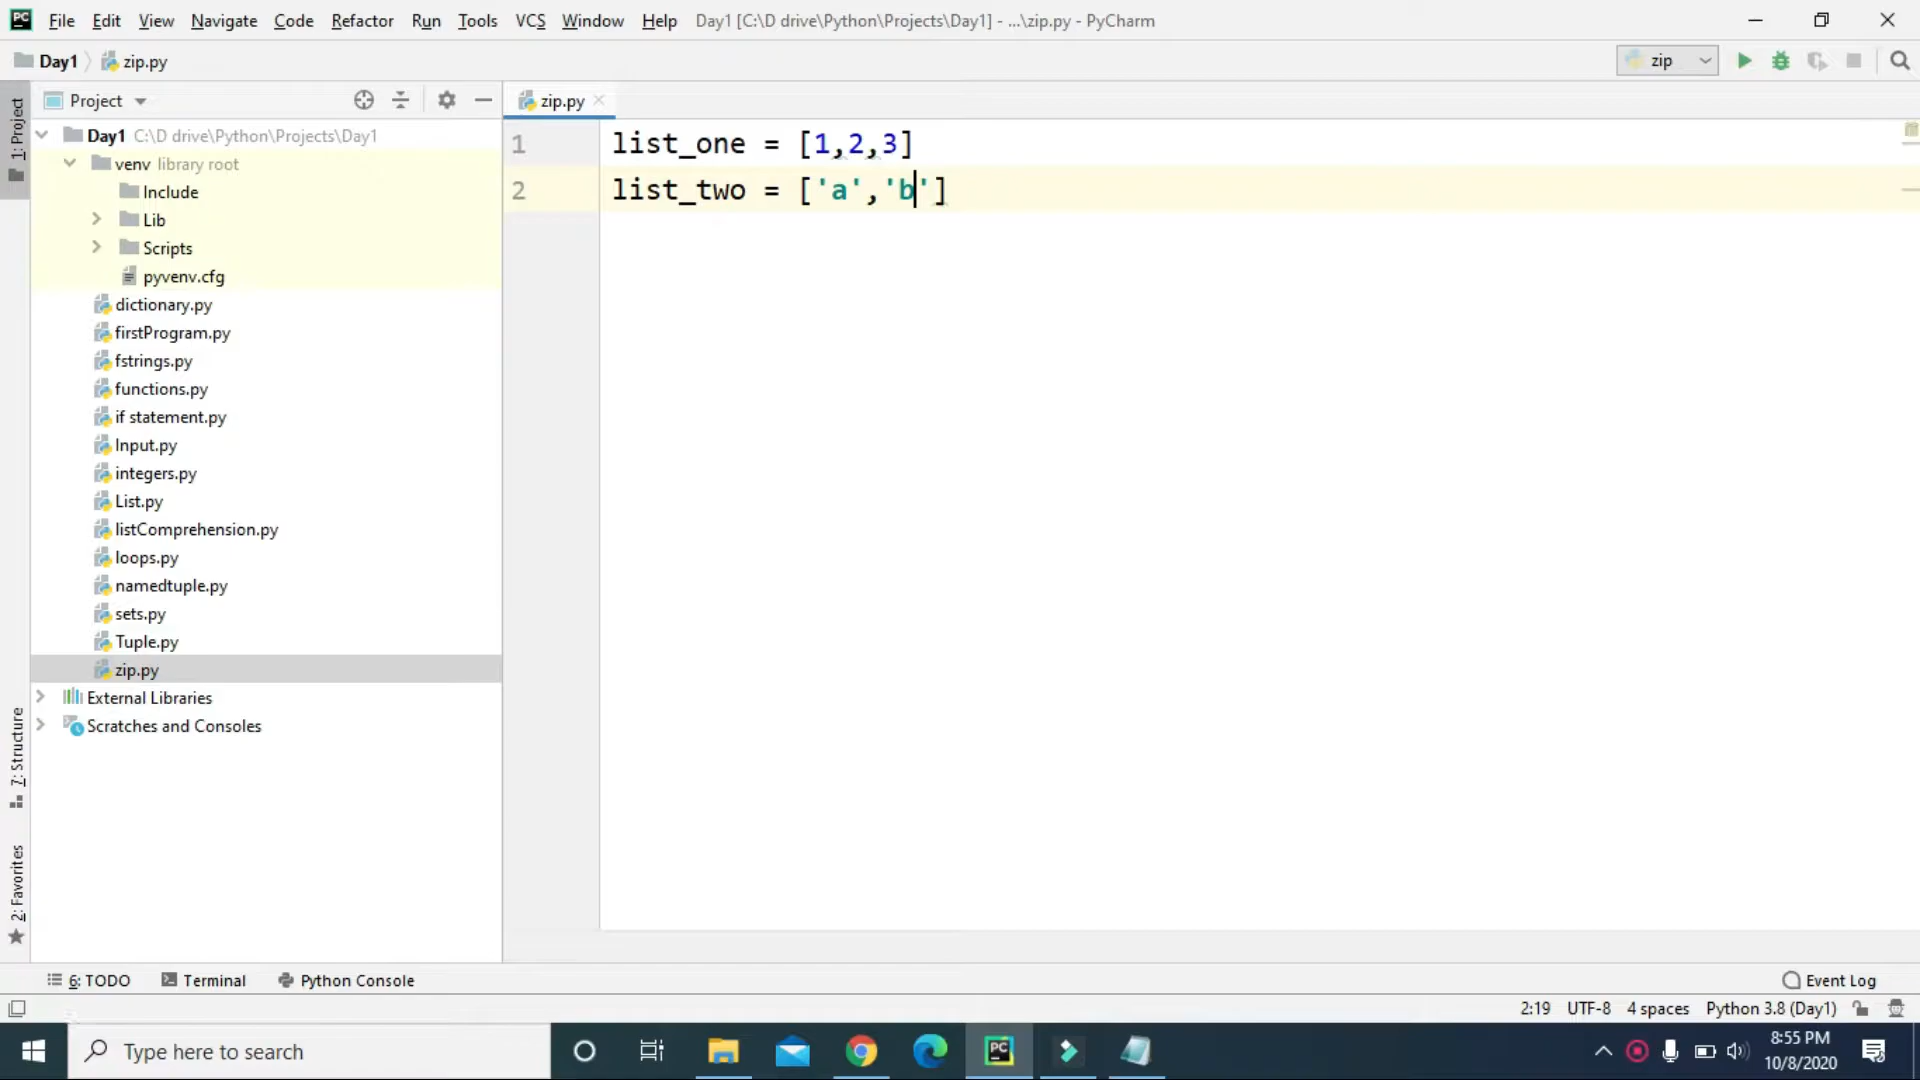 File Edit View Navigate Code Refactor Run Tools VCS Window Help Day1 [C:\D drive\Python\Projects\Day1] - ...\zip.py - PyCharm
Day1 zip.py zip
1: Project
Project zip.py
Day1 C:\D drive\Python\Projects\Day1
venv library root
Include
Lib
Scripts
pyvenv.cfg
dictionary.py
firstProgram.py
fstrings.py
functions.py
if statement.py
Input.py
integers.py
List.py
listComprehension.py
loops.py
namedtuple.py
sets.py
Tuple.py
zip.py
External Libraries
Scratches and Consoles
1 list_one = [1,2,3]
2 list_two = ['a','b']
7: Structure
2: Favorites
6: TODO Terminal Python Console Event Log
2:19 UTF-8 4 spaces Python 3.8 (Day1)
Type here to search
8:55 PM
10/8/2020